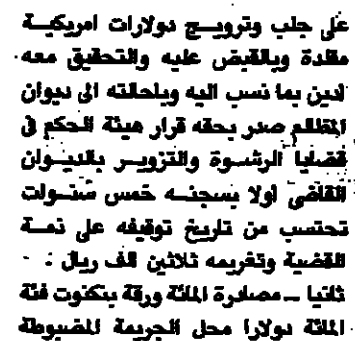 على جلب وترويج دولارات امريكية
مقلدة وبالقبض عليه والتحقيق معه
ادين بما نسب اليه وباحالته الى ديوان
المظالم صدر بحقه قرار هيئة الحكم في
قضايا الرشوة والتزوير بالديوان
القاضي اولا بسجنه خمس سنوات
تحتسب من تاريخ توقيفه على ذمة
القضية وتغريمه ثلاثين الف ريال .
ثانيا - مصادرة المائة ورقة بنكنوت فئة
المائة دولارا محل الجريمة المضبوطة